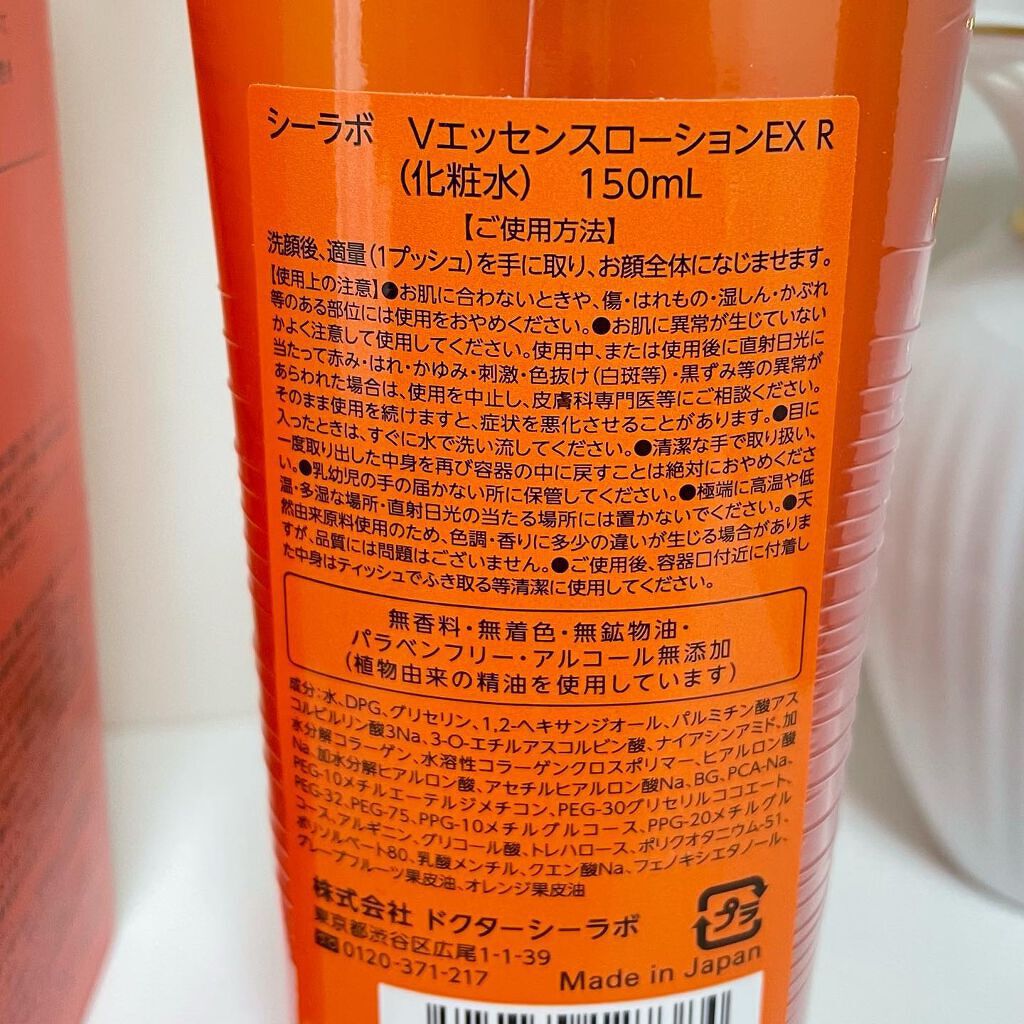 シーラボ VエッセンスローションEX R
(化粧水) 150mL
【ご使用方法】
洗顔後、適量(1プッシュ)を手に取り、お顔全体になじませます。
【使用上の注意】●お肌に合わないときや、傷・はれもの・湿しん・かぶれ
等のある部位には使用をおやめください。●お肌に異常が生じていない
かよく注意して使用してください。使用中、または使用後に直射日光に
当たって赤み・はれ・かゆみ・刺激・色抜け(白斑等)・黒ずみ等の異常が
あらわれた場合は、使用を中止し、皮膚科専門医等にご相談ください。
そのまま使用を続けますと、症状を悪化させることがあります。●目に
入ったときは、すぐに水で洗い流してください。●清潔な手で取り扱い、
一度取り出した中身を再び容器の中に戻すことは絶対におやめくださ
い。●乳幼児の手の届かない所に保管してください。●極端に高温や低
温・多湿な場所・直射日光の当たる場所には置かないでください。●天
然由来原料使用のため、色調・香りに多少の違いが生じる場合がありま
すが、品質には問題はございません。●ご使用後、容器口付近に付着し
た中身はティッシュでふき取る等清潔に使用してください。
無香料・無着色・無鉱物油・
パラベンフリー・アルコール無添加
(植物由来の精油を使用しています)
成分:水、DPG、グリセリン、1,2-ヘキサンジオール、パルミチン酸アス
コルビルリン酸3Na、3-O-エチルアスコルビン酸、ナイアシンアミド、加
水分解コラーゲン、水溶性コラーゲンクロスポリマー、ヒアルロン酸
Na、加水分解ヒアルロン酸、アセチルヒアルロン酸Na、BG、PCA-Na、
PEG-10メチルエーテルジメチコン、PEG-30グリセリルココエート、
PEG-32、PEG-75、PPG-10メチルグルコース、PPG-20メチルグル
コース、アルギニン、グリコール酸、トレハロース、ポリクオタニウム-51、
ポリソルベート80、乳酸メンチル、クエン酸Na、フェノキシエタノール、
グレープフルーツ果皮油、オレンジ果皮油
株式会社 ドクターシーラボ
東京都渋谷区広尾1-1-39
0120-371-217
プラ
Made in Japan